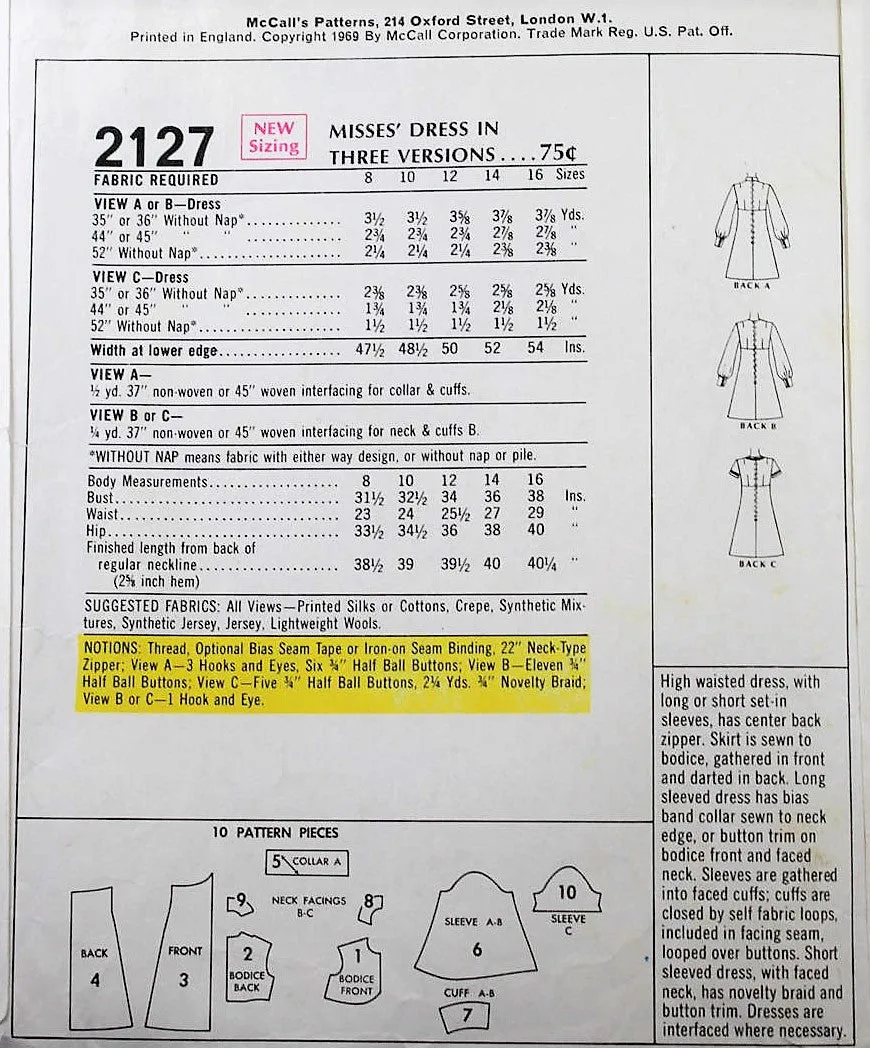 McCall's Patterns, 214 Oxford Street, London W.1.
Printed in England. Copyright 1969 By McCall Corporation. Trade Mark Reg. U.S. Pat. Off.
2127
NEW
Sizing
MISSES' DRESS IN
THREE VERSIONS....75¢
FABRIC REQUIRED 8 10 12 14 16 Sizes
VIEW A or B—Dress
35" or 36" Without Nap*.............. 3½ 3½ 3⅝ 3⅞ 3⅞ Yds.
44" or 45" " " .............. 2¾ 2¾ 2¾ 2⅞ 2⅞ "
52" Without Nap*..................... 2¼ 2¼ 2¼ 2⅜ 2⅜ "
VIEW C—Dress
35" or 36" Without Nap*.............. 2⅜ 2⅜ 2⅝ 2⅝ 2⅝ Yds.
44" or 45" " " .............. 1¾ 1¾ 1¾ 2⅛ 2⅛ "
52" Without Nap*..................... 1½ 1½ 1½ 1½ 1½ "
Width at lower edge.................. 47½ 48½ 50 52 54 Ins.
VIEW A—
½ yd. 37" non-woven or 45" woven interfacing for collar & cuffs.
VIEW B or C—
¼ yd. 37" non-woven or 45" woven interfacing for neck & cuffs B.
*WITHOUT NAP means fabric with either way design, or without nap or pile.
Body Measurements................... 8 10 12 14 16
Bust................................. 31½ 32½ 34 36 38 Ins.
Waist................................ 23 24 25½ 27 29 "
Hip.................................. 33½ 34½ 36 38 40 "
Finished length from back of
regular neckline..................... 38½ 39 39½ 40 40¼ "
(2⅝ inch hem)
SUGGESTED FABRICS: All Views—Printed Silks or Cottons, Crepe, Synthetic Mix-
tures, Synthetic Jersey, Jersey, Lightweight Wools.
NOTIONS: Thread, Optional Bias Seam Tape or Iron-on Seam Binding, 22" Neck-Type
Zipper; View A—3 Hooks and Eyes, Six ¾" Half Ball Buttons; View B—Eleven ¾"
Half Ball Buttons; View C—Five ¾" Half Ball Buttons, 2¼ Yds. ¾" Novelty Braid;
View B or C—1 Hook and Eye.
BACK A
BACK B
BACK C
High waisted dress, with
long or short set-in
sleeves, has center back
zipper. Skirt is sewn to
bodice, gathered in front
and darted in back. Long
sleeved dress has bias
band collar sewn to neck
edge, or button trim on
bodice front and faced
neck. Sleeves are gathered
into faced cuffs; cuffs are
closed by self fabric loops,
included in facing seam,
looped over buttons. Short
sleeved dress, with faced
neck, has novelty braid and
button trim. Dresses are
interfaced where necessary.
10 PATTERN PIECES
5 COLLAR A
9 NECK FACINGS 8
B-C
BACK
4
FRONT
3
2
BODICE
BACK
1
BODICE
FRONT
SLEEVE A-B
6
CUFF A-B
7
10
SLEEVE
C